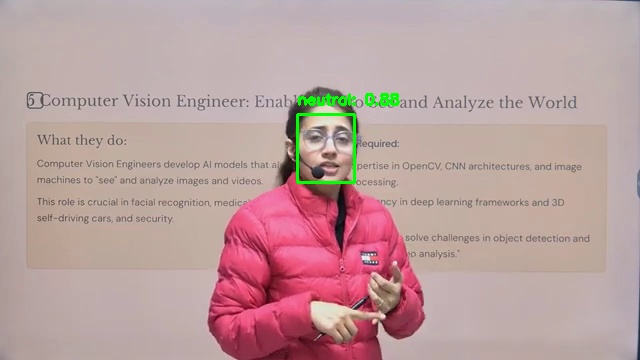 5 Computer Vision Engineer: Enab and Analyze the World
neutral: 0.88
What they do:
Required:
Computer Vision Engineers develop AI models that al
pertise in OpenCV, CNN architectures, and image
machines to "see" and analyze images and videos.
rocessing.
This role is crucial in facial recognition, medic
ncy in deep learning frameworks and 3D
self-driving cars, and security.
solve challenges in object detection and
analysis."